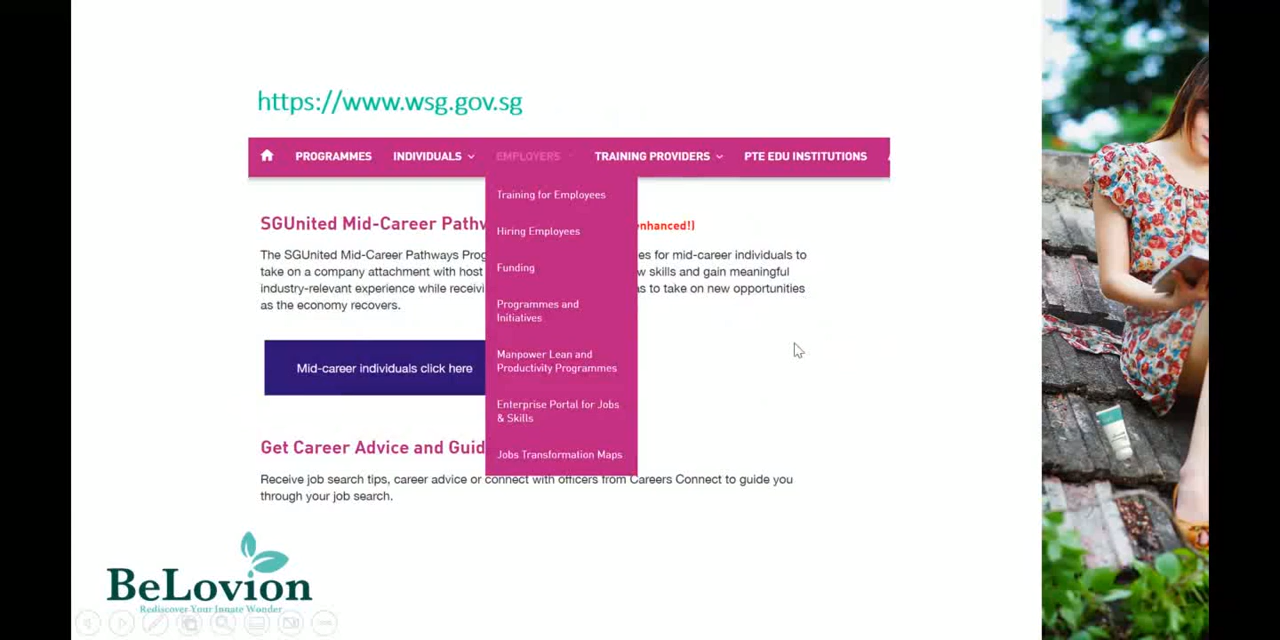 https://www.wsg.gov.sg
PROGRAMMES INDIVIDUALS EMPLOYERS TRAINING PROVIDERS PTE EDU INSTITUTIONS
Training for Employees
Hiring Employees
Funding
Programmes and
Initiatives
Manpower Lean and
Productivity Programmes
Enterprise Portal for Jobs
& Skills
Jobs Transformation Maps
SGUnited Mid-Career Pathw enhanced!)
The SGUnited Mid-Career Pathways Prog es for mid-career individuals to
take on a company attachment with host w skills and gain meaningful
industry-relevant experience while receivi s to take on new opportunities
as the economy recovers.
Mid-career individuals click here
Get Career Advice and Guid
Receive job search tips, career advice or connect with officers from Careers Connect to guide you
through your job search.
BeLovion
Rediscover Your Innate Wonder